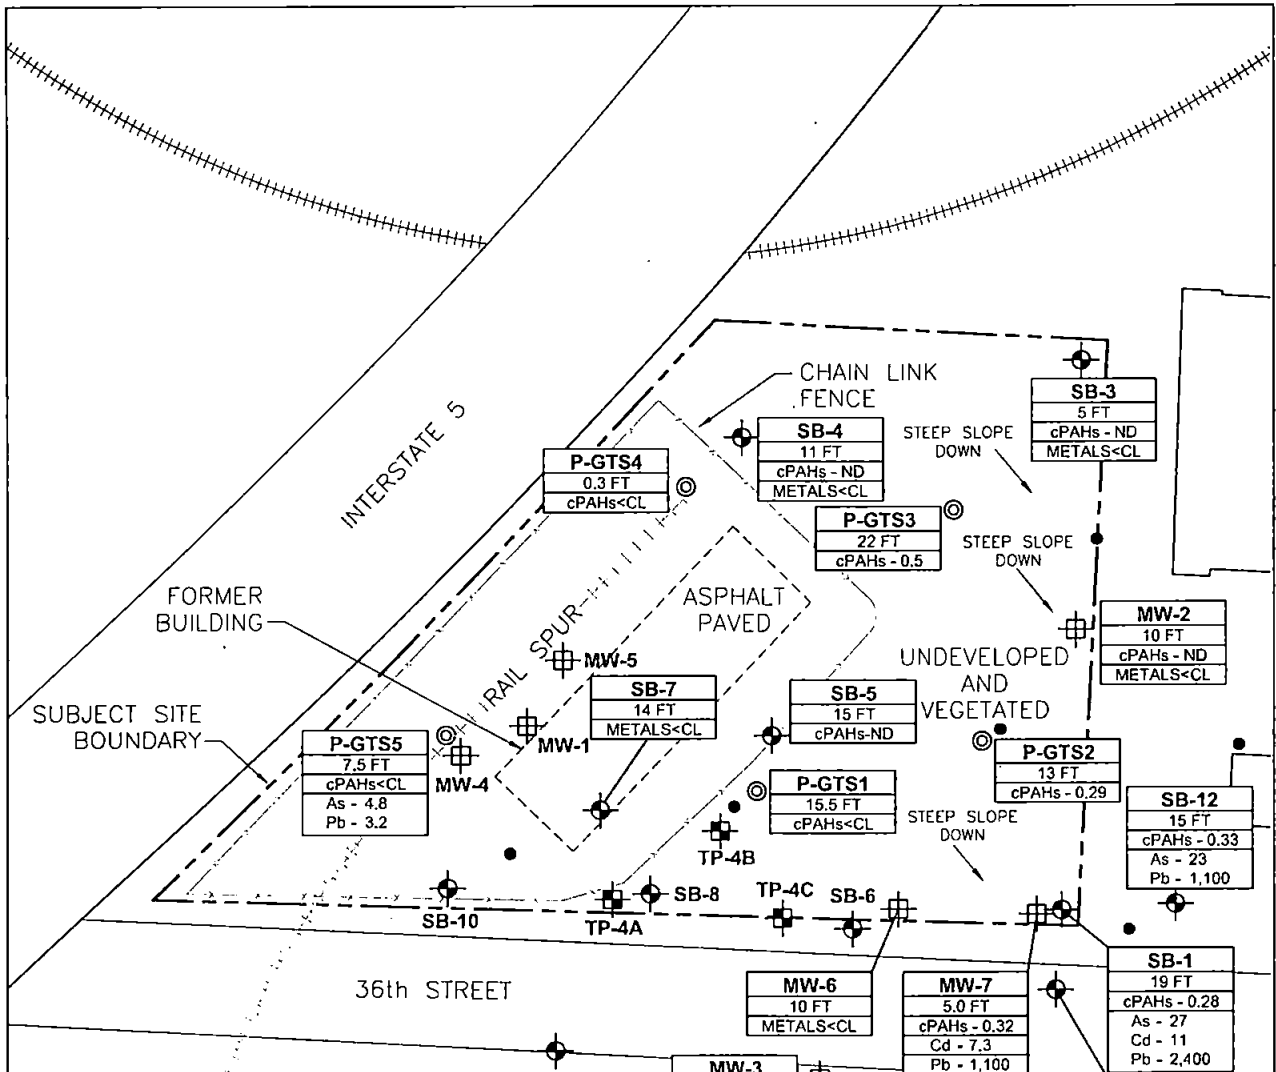 CHAIN LINK
FENCE
SB-3
5 FT
cPAHs - ND
METALS<CL
SB-4
11 FT
cPAHs - ND
METALS<CL
STEEP SLOPE
DOWN
INTERSTATE 5
P-GTS4
0.3 FT
cPAHs<CL
P-GTS3
22 FT
cPAHs - 0.5
STEEP SLOPE
DOWN
FORMER
BUILDING
ASPHALT
PAVED
RAIL SPUR
MW-2
10 FT
cPAHs - ND
METALS<CL
MW-5
UNDEVELOPED
AND
VEGETATED
SB-7
14 FT
METALS<CL
SB-5
15 FT
cPAHs-ND
SUBJECT SITE
BOUNDARY
P-GTS5
7.5 FT
cPAHs<CL
As - 4.8
Pb - 3.2
MW-1
MW-4
P-GTS2
13 FT
cPAHs - 0.29
P-GTS1
15.5 FT
cPAHs<CL
STEEP SLOPE
DOWN
SB-12
15 FT
cPAHs - 0.33
As - 23
Pb - 1,100
TP-4B
SB-10
TP-4A
SB-8
TP-4C
SB-6
36th STREET
MW-6
10 FT
METALS<CL
MW-7
5.0 FT
cPAHs - 0.32
Cd - 7.3
Pb - 1,100
SB-1
19 FT
cPAHs - 0.28
As - 27
Cd - 11
Pb - 2,400
MW-3